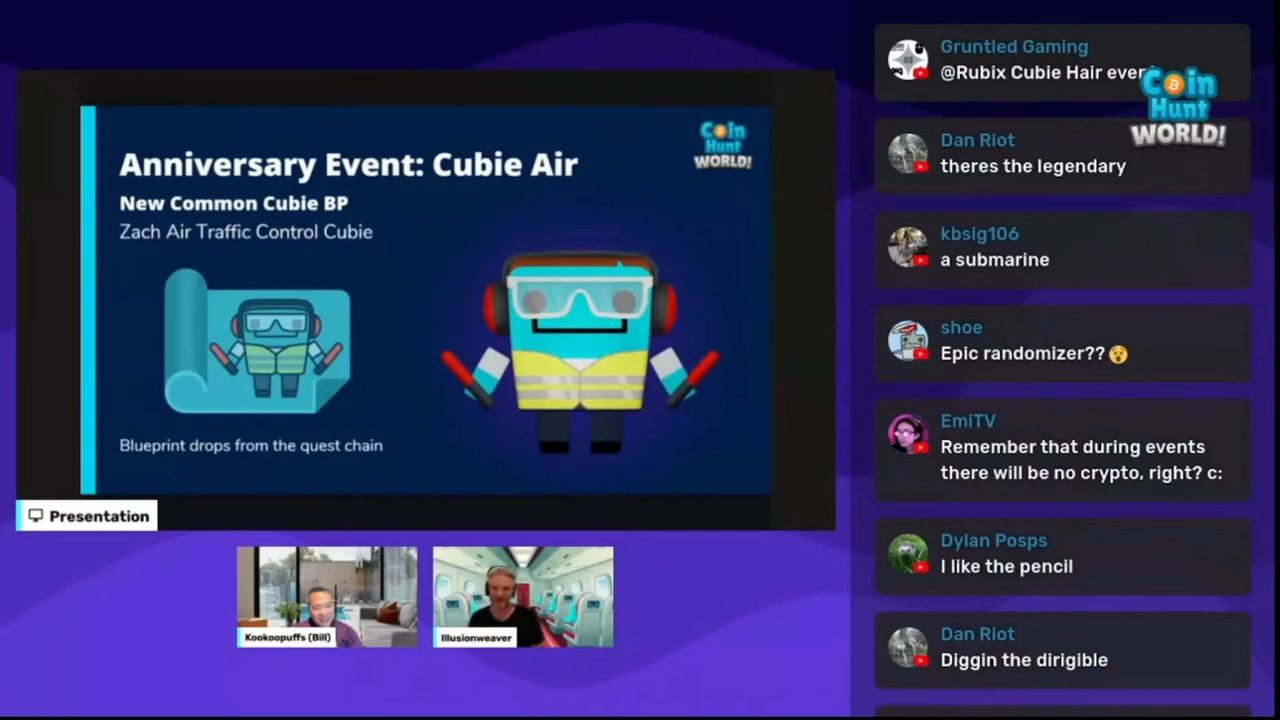 Anniversary Event: Cubie Air
New Common Cubie BP
Zach Air Traffic Control Cubie
Blueprint drops from the quest chain
Coin
Hunt
WORLD!
Presentation
Kookoopuffs (Bill)
Illusionweaver
Gruntled Gaming
@Rubix Cubie Hair even
Coin
Hunt
WORLD!
Dan Riot
theres the legendary
kbsig106
a submarine
shoe
Epic randomizer??😮
EmiTV
Remember that during events
there will be no crypto, right? c:
Dylan Posps
I like the pencil
Dan Riot
Diggin the dirigible